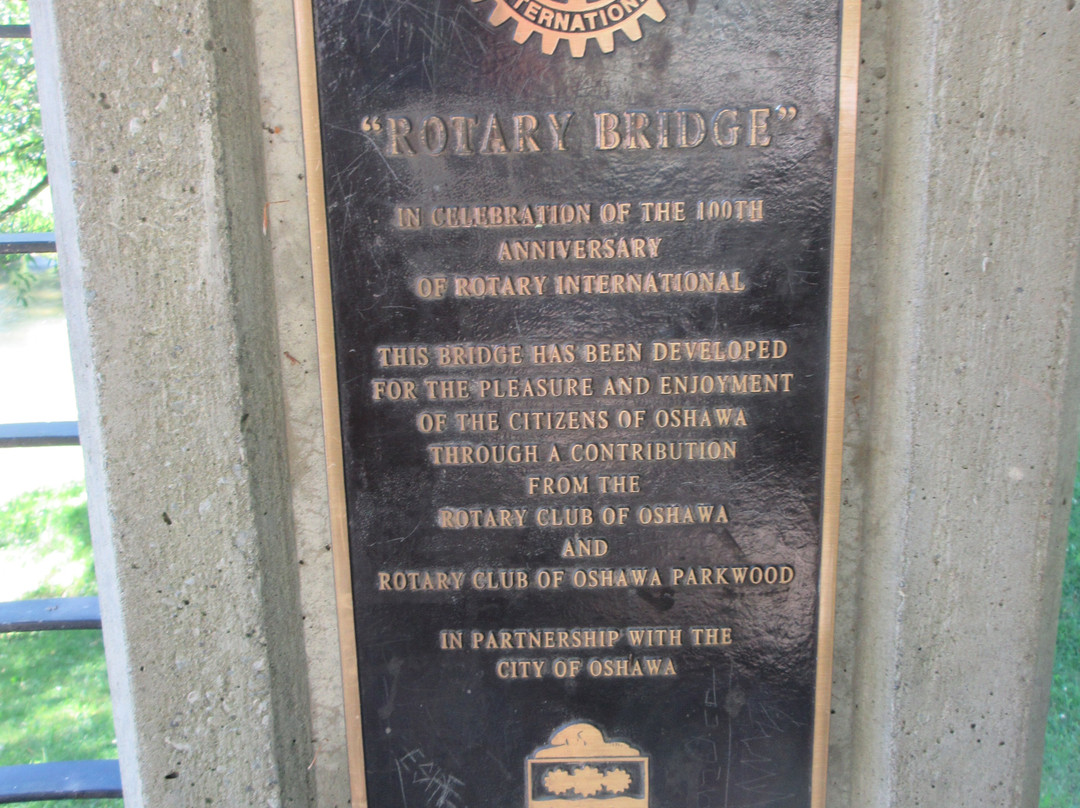 TERNATION
“ROTARY BRIDGE”
IN CELEBRATION OF THE 100TH
ANNIVERSARY
OF ROTARY INTERNATIONAL
THIS BRIDGE HAS BEEN DEVELOPED
FOR THE PLEASURE AND ENJOYMENT
OF THE CITIZENS OF OSHAWA
THROUGH A CONTRIBUTION
FROM THE
ROTARY CLUB OF OSHAWA
AND
ROTARY CLUB OF OSHAWA PARKWOOD
IN PARTNERSHIP WITH THE
CITY OF OSHAWA